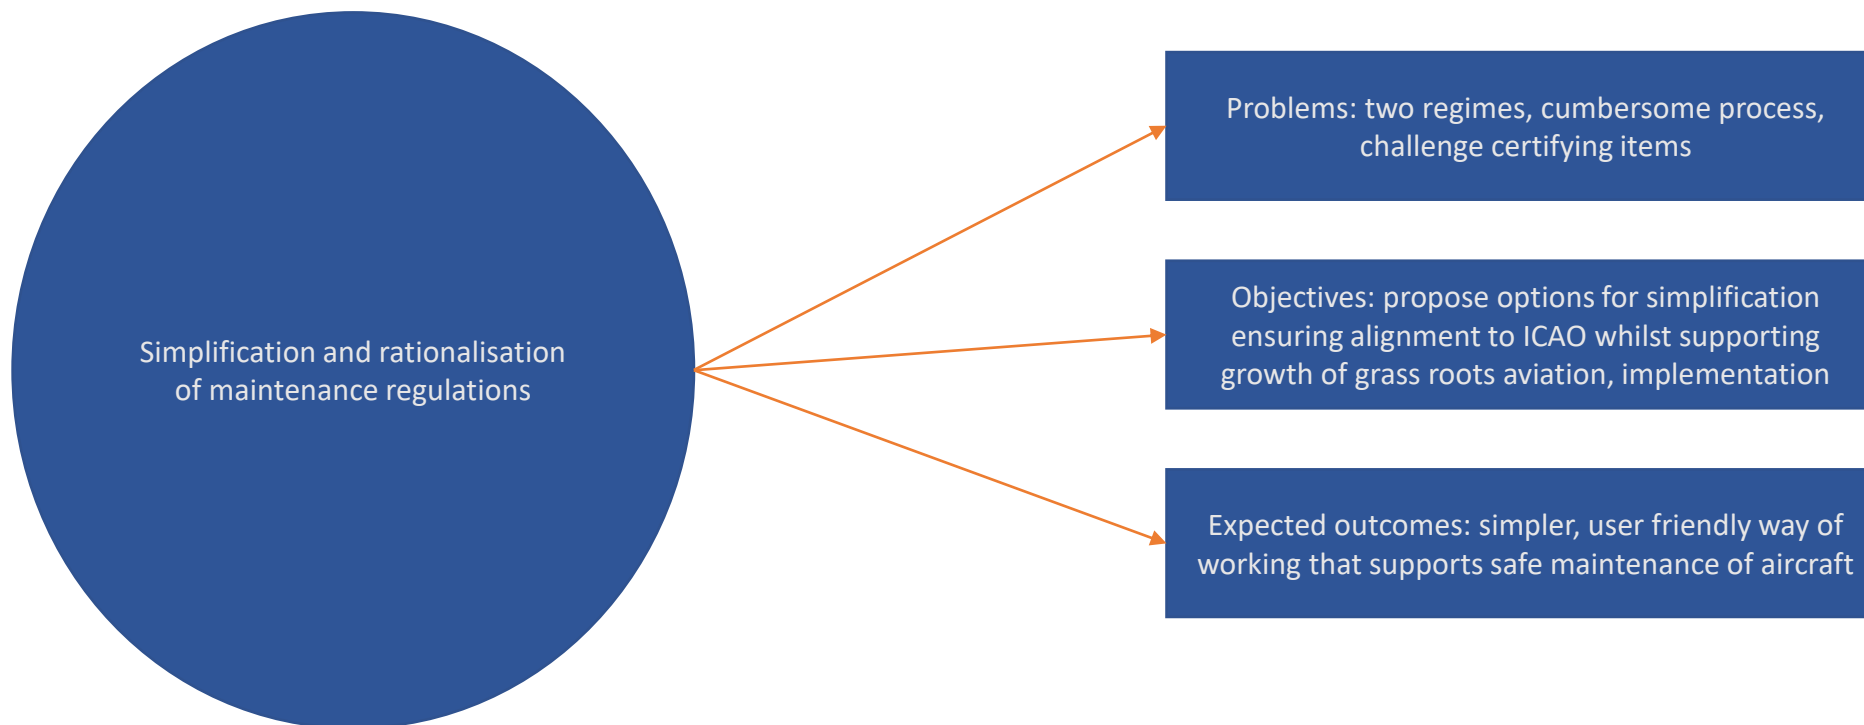 Simplification and rationalisation
of maintenance regulations
Problems: two regimes, cumbersome process,
challenge certifying items
Objectives: propose options for simplification
ensuring alignment to ICAO whilst supporting
growth of grass roots aviation, implementation
Expected outcomes: simpler, user friendly way of
working that supports safe maintenance of aircraft